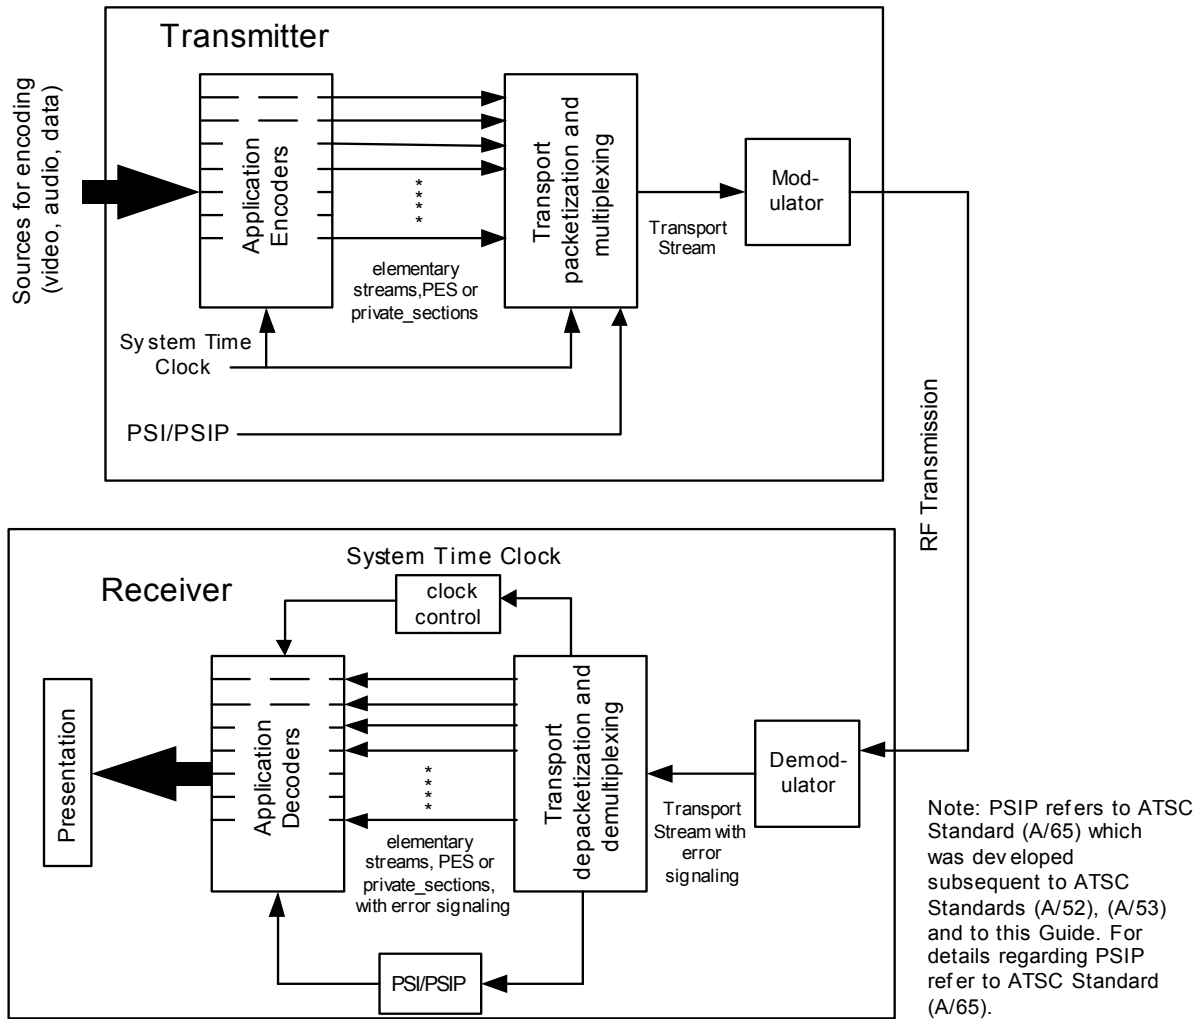 Transmitter
Sources for encoding
(video, audio, data)
Application
Encoders
****
elementary
streams,PES or
private_sections
Transport
packetization and
multiplexing
Transport
Stream
Mod-
ulator
System Time
Clock
PSI/PSIP
RF Transmission
Receiver
System Time Clock
clock
control
Presentation
Application
Decoders
****
elementary
streams, PES or
private_sections,
with error signaling
Transport
depacketization and
demultiplexing
Transport
Stream with
error
signaling
Demod-
ulator
PSI/PSIP
Note: PSIP refers to ATSC
Standard (A/65) which
was developed
subsequent to ATSC
Standards (A/52), (A/53)
and to this Guide. For
details regarding PSIP
refer to ATSC Standard
(A/65).